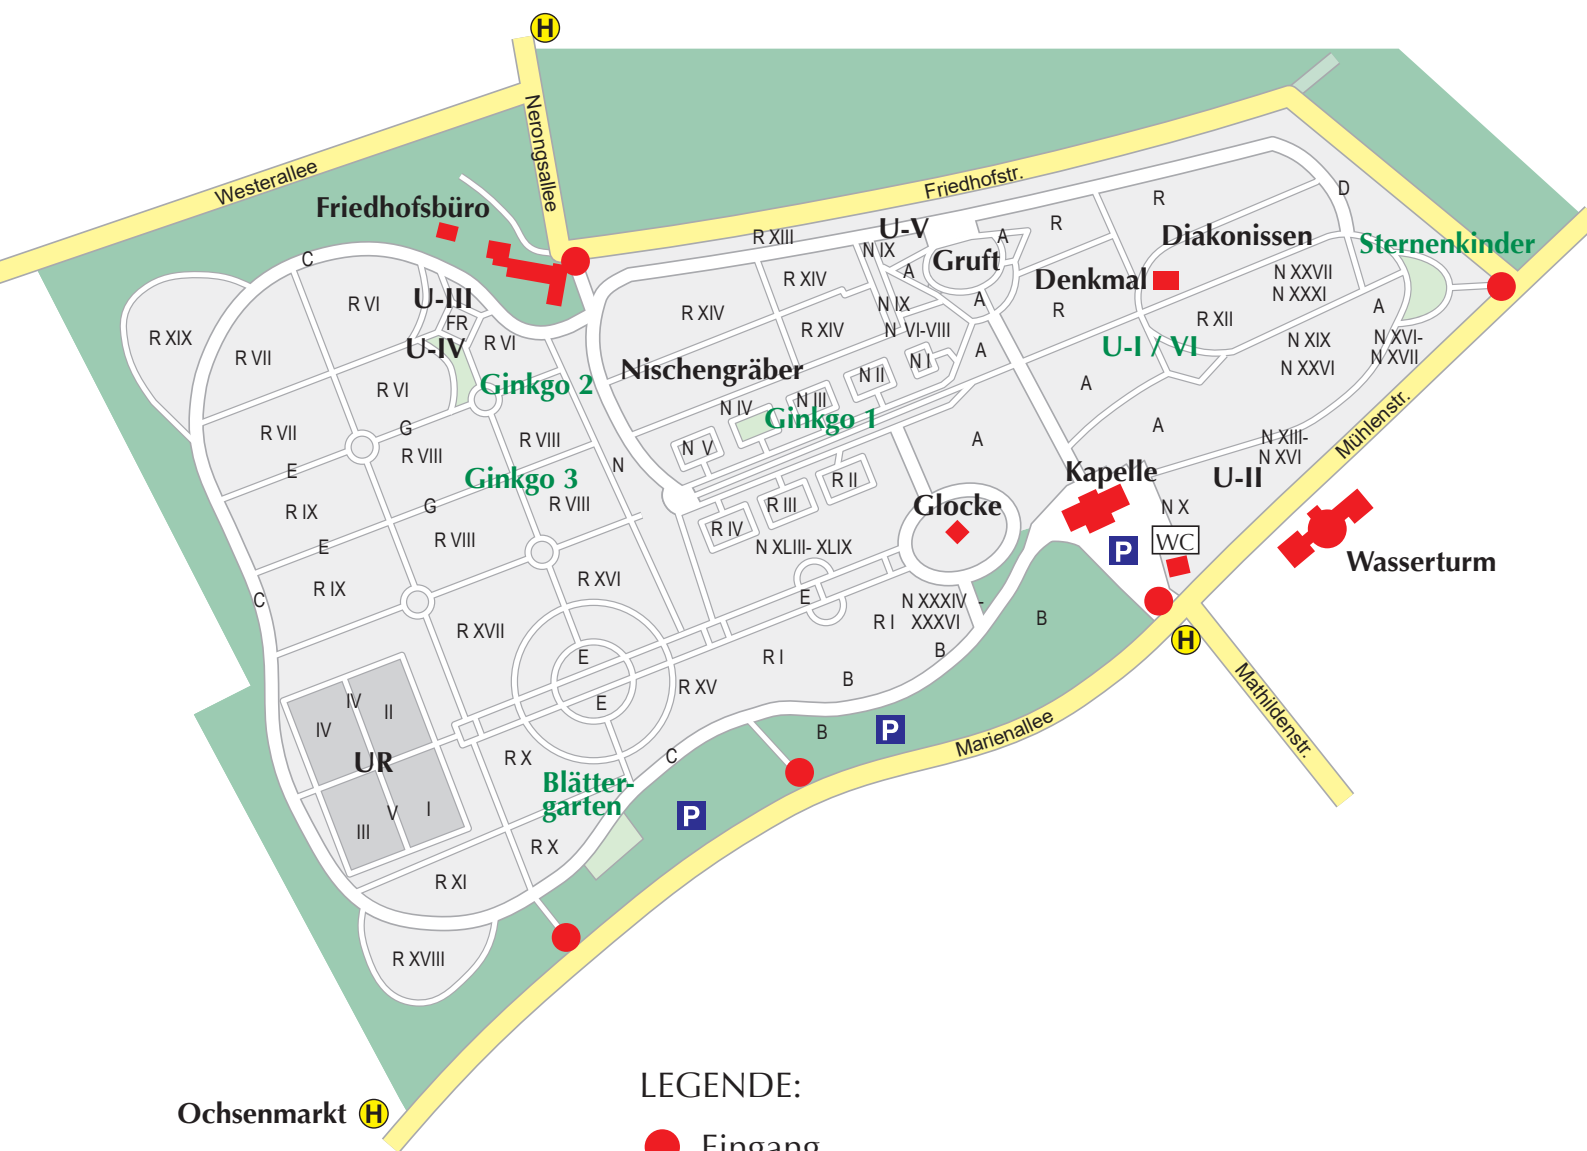 H
Nerongsallee
Westerallee
Friedhofstr.
Friedhofsbüro
C
R XIII
U-V
N IX
A
Gruft
A
R
R
D
Diakonissen
Sternenkinder
R XIX
R VI
U-III
FR
R XIV
R XIV
A
N IX
A
Denkmal
N XXVII
N XXXI
R VII
U-IV
R VI
R XIV
N VI-VIII
R
R XII
A
Nischengräber
N I
A
U-I / VI
N XIX
N XVI-
N XVII
R VI
Ginkgo 2
N II
A
N XXVI
N III
N IV
Ginkgo 1
Mühlenstr.
R VII
G
R VIII
R VIII
N V
A
A
N XIII-
N XVI
E
Ginkgo 3
N
R II
Kapelle
U-II
R IX
G
R VIII
R III
Glocke
N X
E
R VIII
R IV
N XLIII- XLIX
P
WC
Wasserturm
R IX
C
R XVI
E
N XXXIV -
XXXVI
R I
B
H
R XVII
E
R I
B
B
Mathildenstr.
R XV
E
IV
IV
II
B
P
Marienallee
UR
R X
C
Blätter-
garten
P
V
I
III
R X
R XI
R XVIII
Ochsenmarkt H
LEGENDE:
Eingang